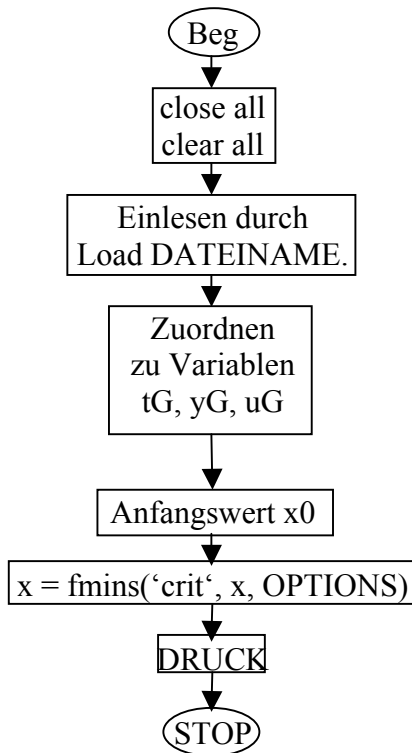 Beg
close all
clear all
Einlesen durch
Load DATEINAME.
Zuordnen
zu Variablen
tG, yG, uG
Anfangswert x0
x = fmins(‘crit‘, x, OPTIONS)
DRUCK
STOP